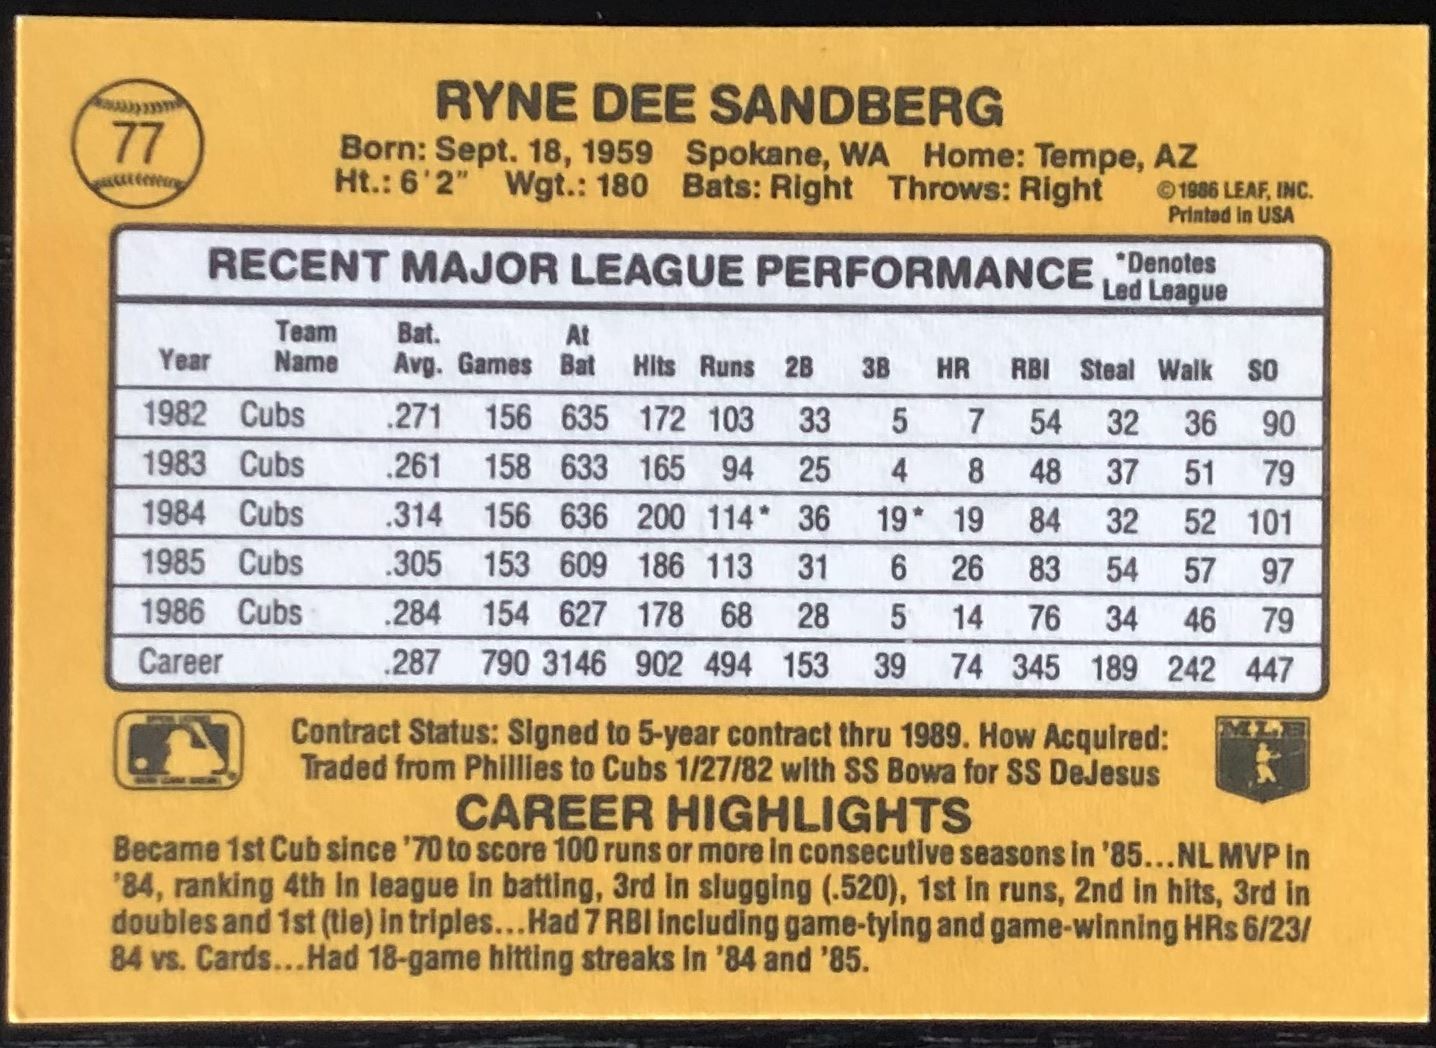 77
RYNE DEE SANDBERG
Born: Sept. 18, 1959 Spokane, WA Home: Tempe, AZ
Ht.: 6'2" Wgt.: 180 Bats: Right Throws: Right
©1986 LEAF, INC.
Printed in USA
RECENT MAJOR LEAGUE PERFORMANCE *Denotes Led League
Year Team Name Bat. Avg. Games At Bat Hits Runs 2B 3B HR RBI Steal Walk SO
1982 Cubs .271 156 635 172 103 33 5 7 54 32 36 90
1983 Cubs .261 158 633 165 94 25 4 8 48 37 51 79
1984 Cubs .314 156 636 200 114* 36 19* 19 84 32 52 101
1985 Cubs .305 153 609 186 113 31 6 26 83 54 57 97
1986 Cubs .284 154 627 178 68 28 5 14 76 34 46 79
Career .287 790 3146 902 494 153 39 74 345 189 242 447
Contract Status: Signed to 5-year contract thru 1989. How Acquired:
Traded from Phillies to Cubs 1/27/82 with SS Bowa for SS DeJesus
MLB
CAREER HIGHLIGHTS
Became 1st Cub since '70 to score 100 runs or more in consecutive seasons in '85...NL MVP in
'84, ranking 4th in league in batting, 3rd in slugging (.520), 1st in runs, 2nd in hits, 3rd in
doubles and 1st (tie) in triples...Had 7 RBI including game-tying and game-winning HRs 6/23/
84 vs. Cards...Had 18-game hitting streaks in '84 and '85.